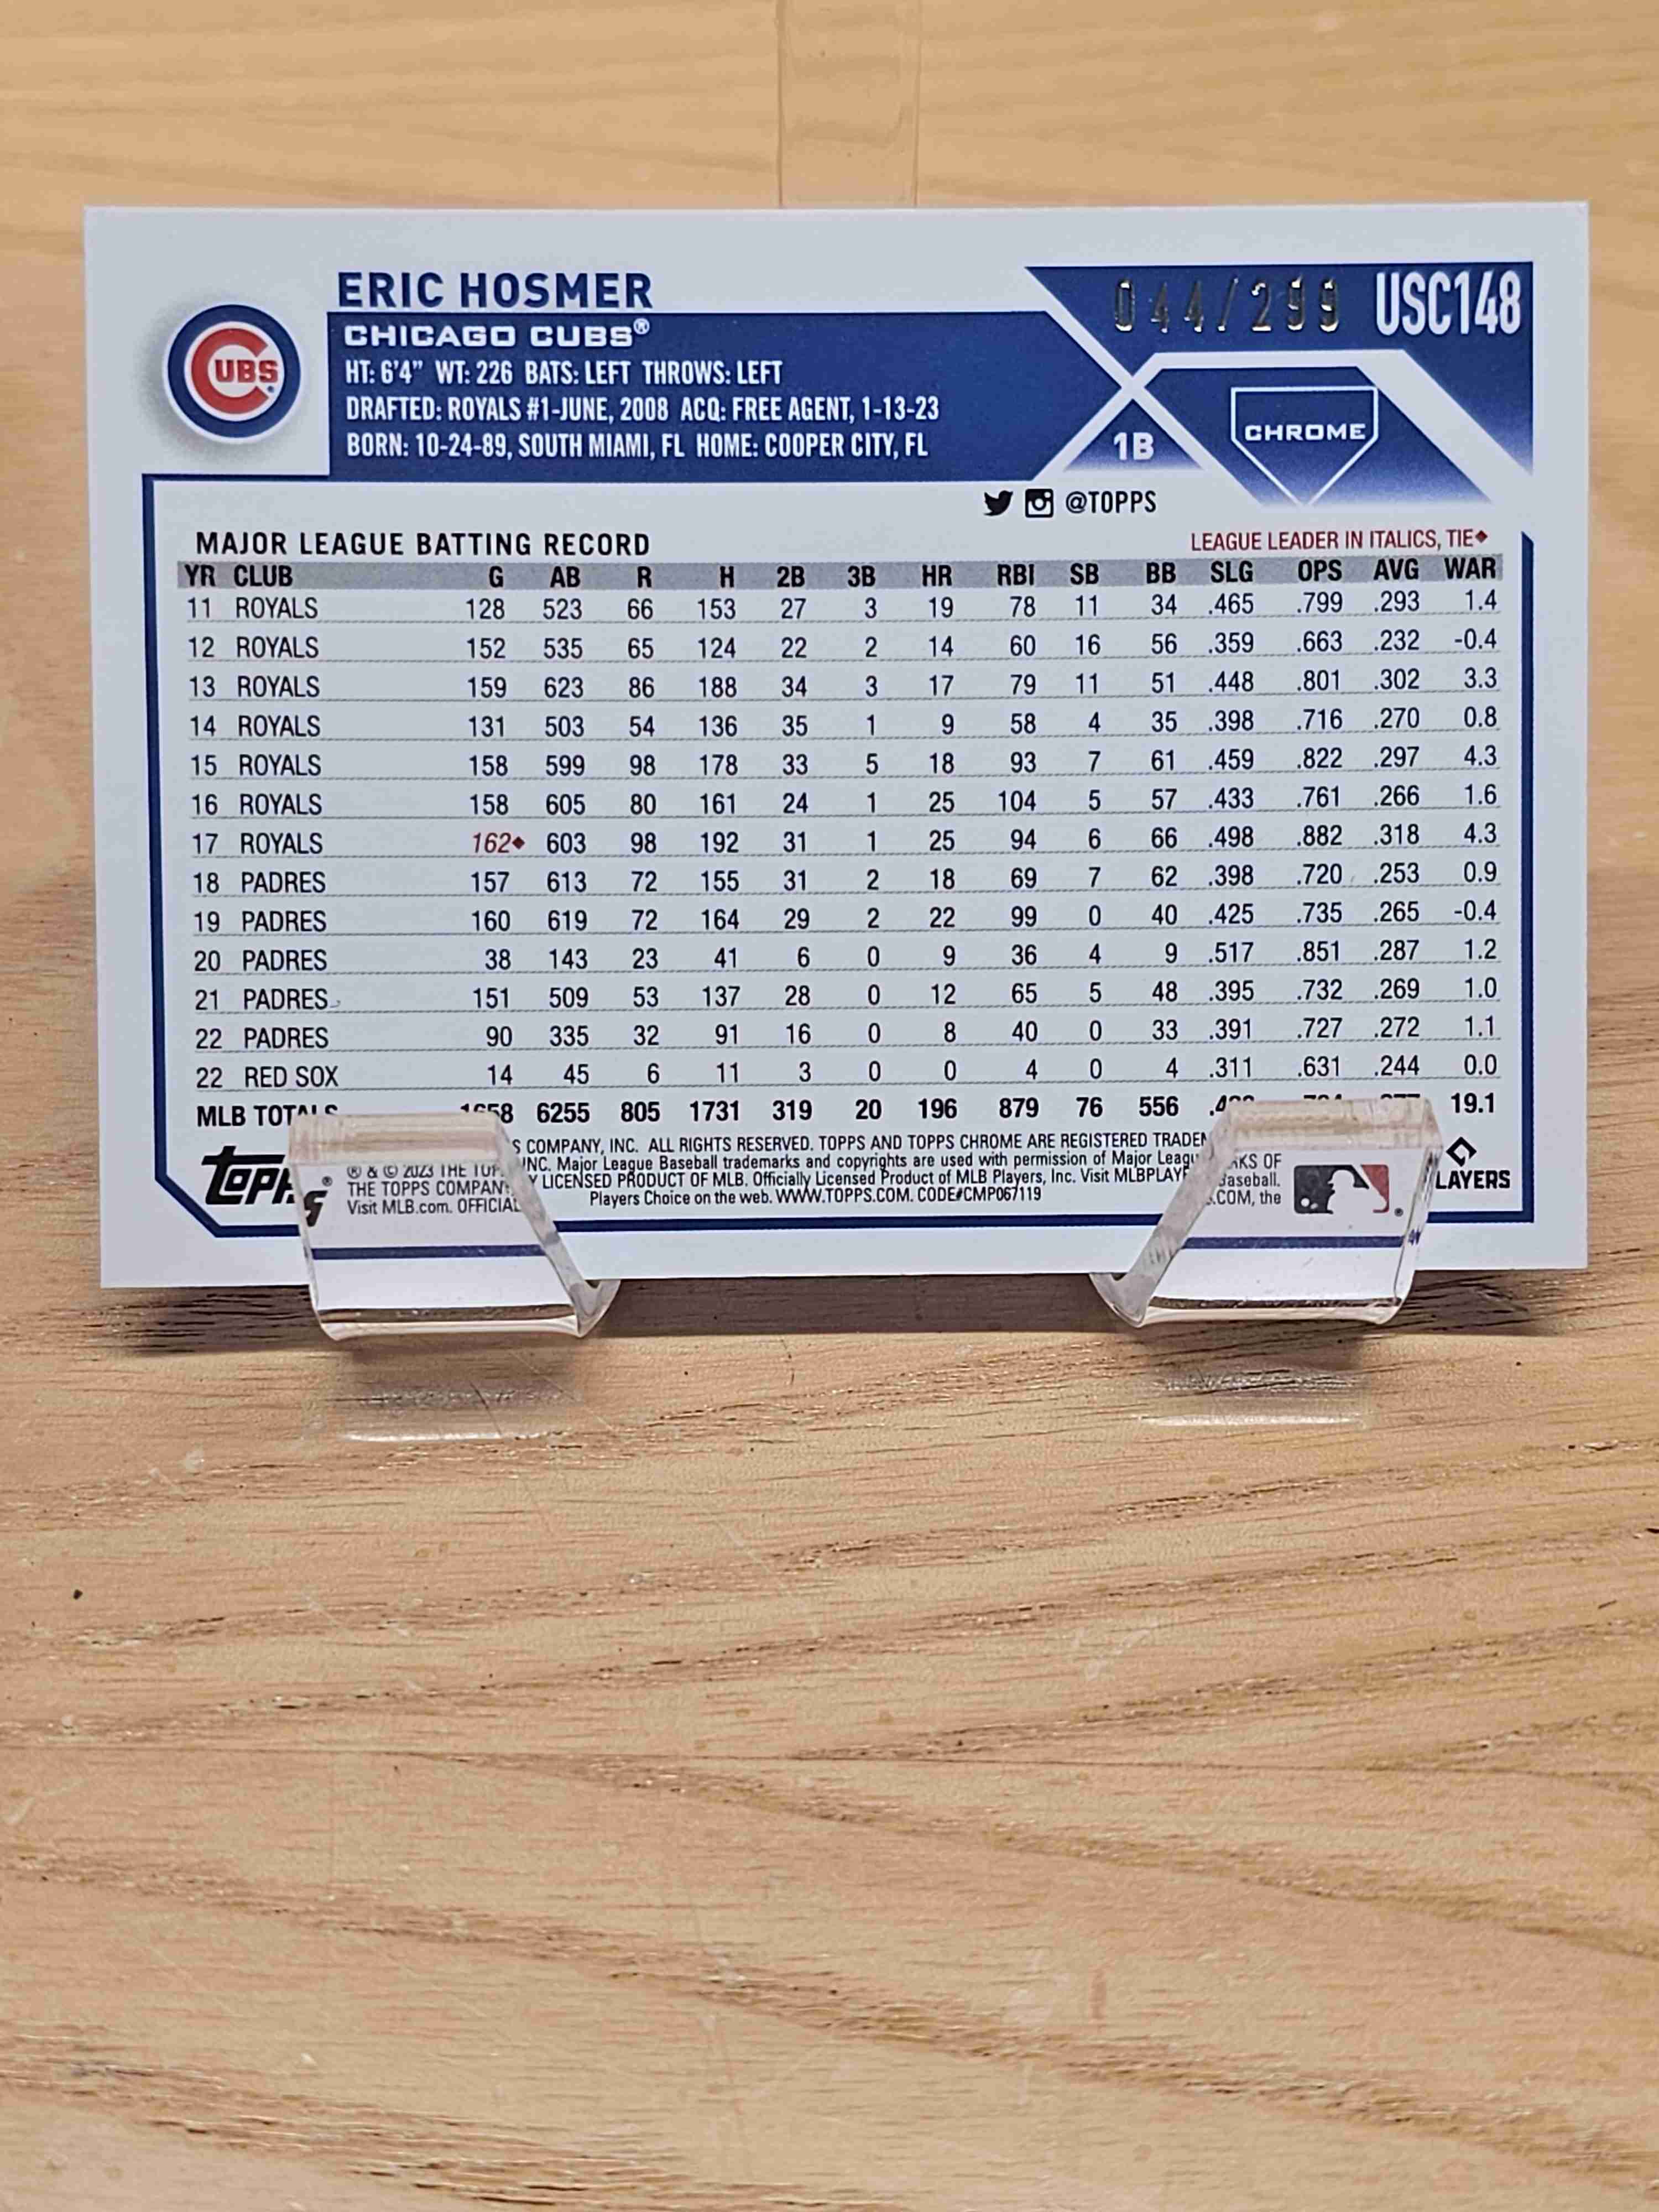 ERIC HOSMER
044/299 USC148
CHICAGO CUBS®
CUBS
HT: 6'4" WT: 226 BATS: LEFT THROWS: LEFT
DRAFTED: ROYALS #1-JUNE, 2008 ACQ: FREE AGENT, 1-13-23
BORN: 10-24-89, SOUTH MIAMI, FL HOME: COOPER CITY, FL
1B
CHROME
@TOPPS
MAJOR LEAGUE BATTING RECORD
LEAGUE LEADER IN ITALICS, TIE◆
YR CLUB G AB R H 2B 3B HR RBI SB BB SLG OPS AVG WAR
11 ROYALS 128 523 66 153 27 3 19 78 11 34 .465 .799 .293 1.4
12 ROYALS 152 535 65 124 22 2 14 60 16 56 .359 .663 .232 -0.4
13 ROYALS 159 623 86 188 34 3 17 79 11 51 .448 .801 .302 3.3
14 ROYALS 131 503 54 136 35 1 9 58 4 35 .398 .716 .270 0.8
15 ROYALS 158 599 98 178 33 5 18 93 7 61 .459 .822 .297 4.3
16 ROYALS 158 605 80 161 24 1 25 104 5 57 .433 .761 .266 1.6
17 ROYALS 162◆ 603 98 192 31 1 25 94 6 66 .498 .882 .318 4.3
18 PADRES 157 613 72 155 31 2 18 69 7 62 .398 .720 .253 0.9
19 PADRES 160 619 72 164 29 2 22 99 0 40 .425 .735 .265 -0.4
20 PADRES 38 143 23 41 6 0 9 36 4 9 .517 .851 .287 1.2
21 PADRES 151 509 53 137 28 0 12 65 5 48 .395 .732 .269 1.0
22 PADRES 90 335 32 91 16 0 8 40 0 33 .391 .727 .272 1.1
22 RED SOX 14 45 6 11 3 0 0 4 0 4 .311 .631 .244 0.0
MLB TOTALS 1658 6255 805 1731 319 20 196 879 76 556 19.1
TOPPS ® ® & © 2023 THE TOPPS COMPANY, INC. ALL RIGHTS RESERVED. TOPPS AND TOPPS CHROME ARE REGISTERED TRADEMARKS OF
THE TOPPS COMPANY, INC. Major League Baseball trademarks and copyrights are used with permission of Major League Baseball.
Visit MLB.com. OFFICIALLY LICENSED PRODUCT OF MLB. Officially Licensed Product of MLB Players, Inc. Visit MLBPLAYERS.COM, the
Players Choice on the web. WWW.TOPPS.COM. CODE#CMP067119